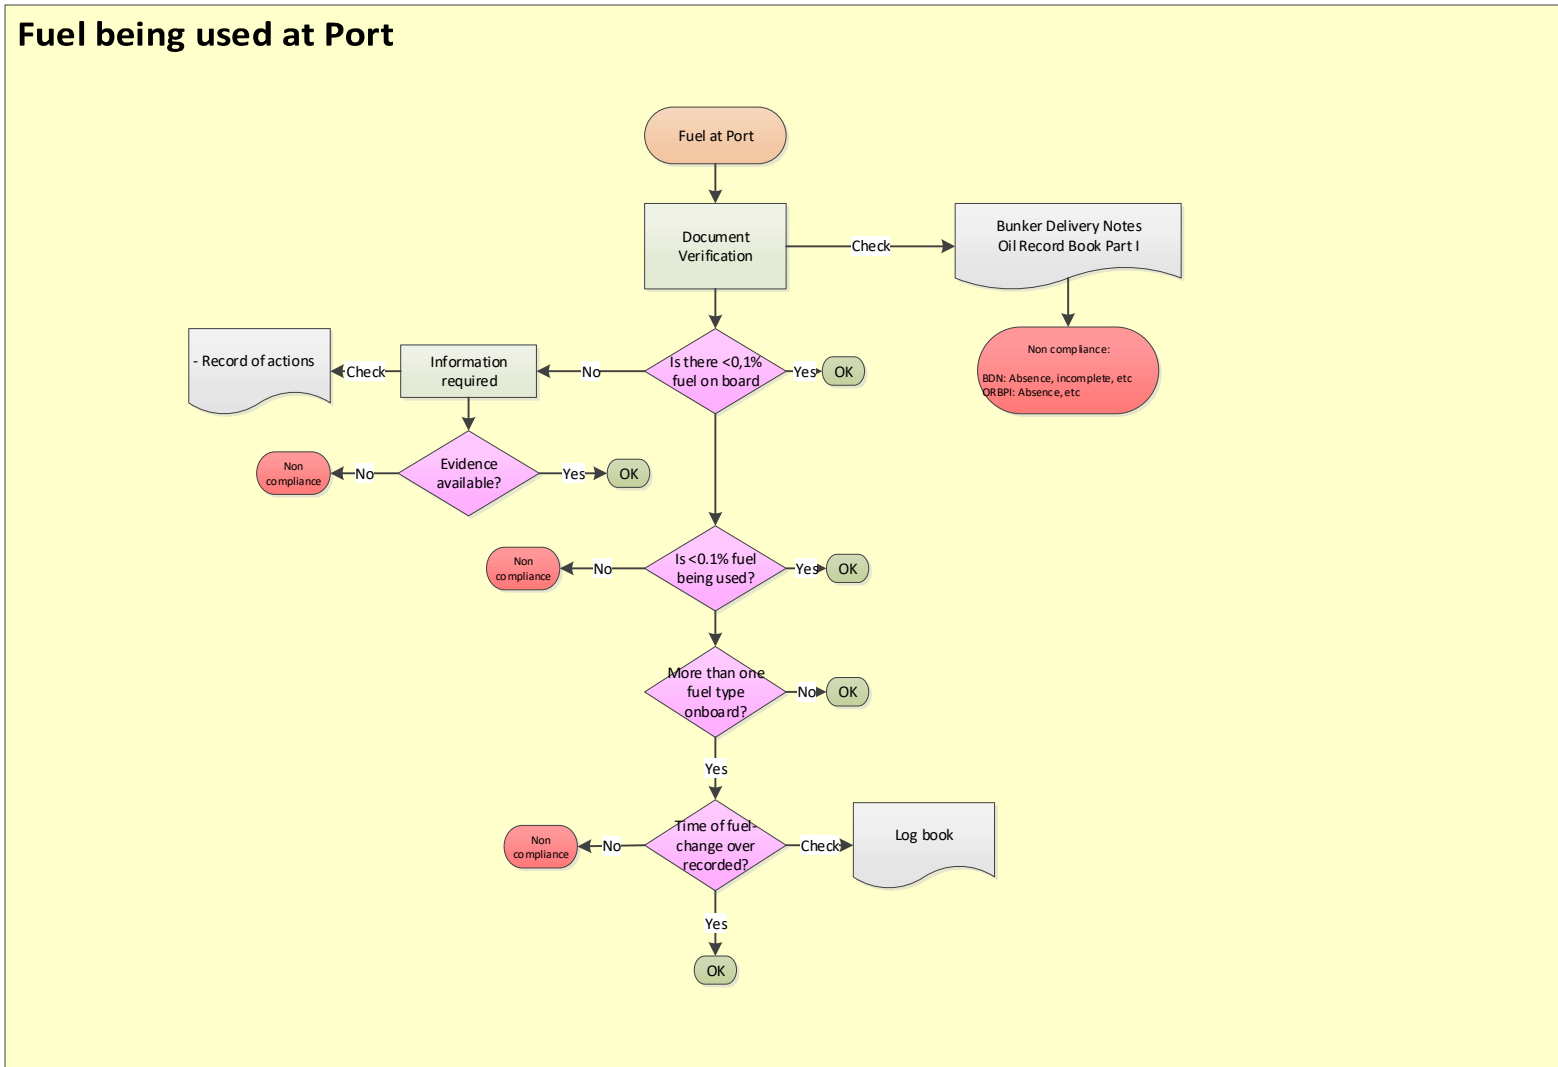 Fuel being used at Port
Fuel at Port
Document
Verification
Check
Bunker Delivery Notes
Oil Record Book Part I
Non compliance:
BDN: Absence, incomplete, etc
ORBPI: Absence, etc
Is there <0,1%
fuel on board
Yes
OK
No
Information
required
Check
- Record of actions
Evidence
available?
No
Non
compliance
Yes
OK
Is <0.1% fuel
being used?
No
Non
compliance
Yes
OK
More than one
fuel type
onboard?
No
OK
Yes
Time of fuel-
change over
recorded?
No
Non
compliance
Check
Log book
Yes
OK